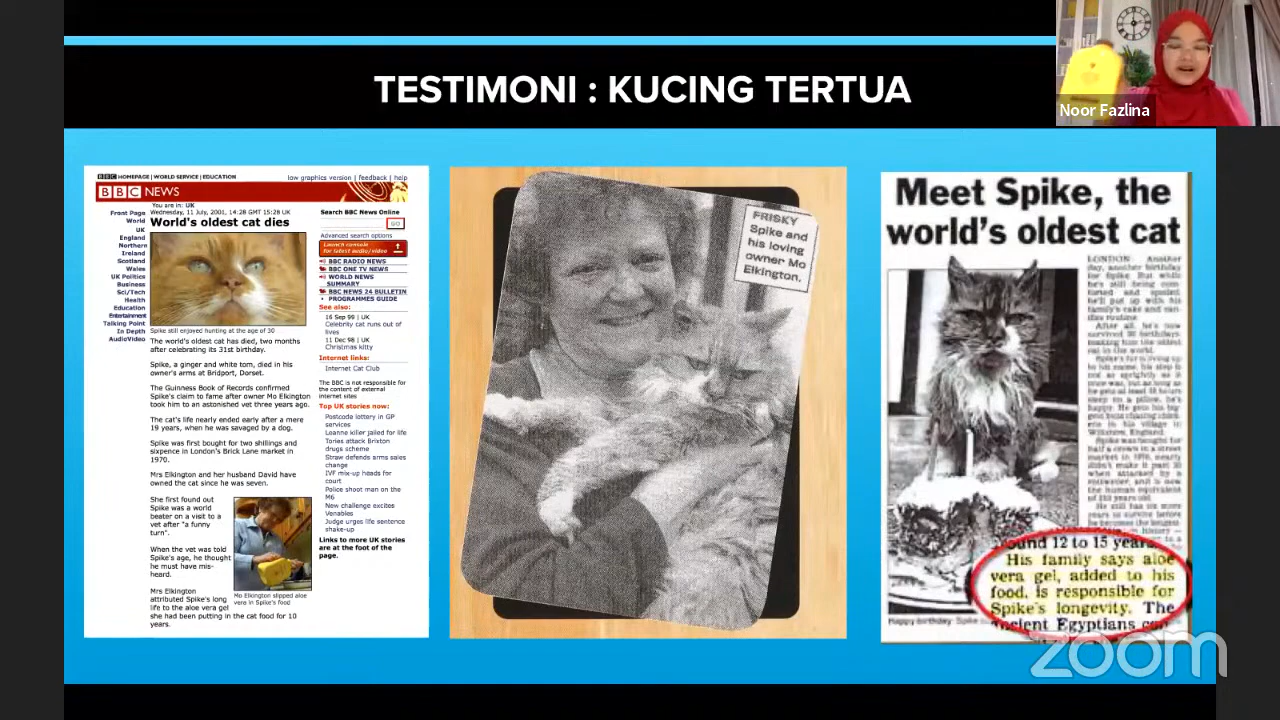 TESTIMONI : KUCING TERTUA
Noor Fazlina
BBC HOMEPAGE | WORLD SERVICE | EDUCATION
low graphics version | feedback | help
BBC NEWS
You are in: UK
Front Page
World
UK
England
Northern
Ireland
Scotland
Wales
UK Politics
Business
Sci/Tech
Health
Education
Entertainment
Talking Point
In Depth
AudioVideo
Wednesday, 11 July, 2001, 14:28 GMT 15:28 UK
World's oldest cat dies
Spike still enjoyed hunting at the age of 30
The world's oldest cat has died, two months
after celebrating its 31st birthday.
Spike, a ginger and white tom, died in his
owner's arms at Bridport, Dorset.
The Guinness Book of Records confirmed
Spike's claim to fame after owner Mo Elkington
took him to an astonished vet three years ago.
The cat's life nearly ended early after a mere
19 years, when he was savaged by a dog.
Spike was first bought for two shillings and
sixpence in London's Brick Lane market in
1970.
Mrs Elkington and her husband David have
owned the cat since he was seven.
She first found out
Spike was a world
beater on a visit to a
vet after "a funny
turn".
When the vet was told
Spike's age, he thought
he must have mis-
heard.
Mrs Elkington
attributed Spike's long
life to the aloe vera gel
she had been putting in the cat food for 10
years.
Mo Elkington slipped aloe
vera in Spike's food
Search BBC News Online
GO
Advanced search options
Launch console
for latest audio/video
BBC RADIO NEWS
BBC ONE TV NEWS
WORLD NEWS
SUMMARY
BBC NEWS 24 BULLETIN
PROGRAMMES GUIDE
See also:
16 Sep 99 | UK
Celebrity cat runs out of
lives
11 Dec 98 | UK
Christmas kitty
Internet links:
Internet Cat Club
The BBC is not responsible for
the content of external
internet sites
Top UK stories now:
Postcode lottery in GP
services
Leanne killer jailed for life
Tories attack Brixton
drugs scheme
Straw defends arms sales
change
IVF mix-up heads for
court
Police shoot man on the
M6
New challenge excites
Venables
Judge urges life sentence
shake-up
Links to more UK stories
are at the foot of the
page.
FRISKY
Spike and
his loving
owner Mo
Elkington.
Meet Spike, the
world's oldest cat
LONDON Another
day, another birthday
for Spike.
12 to 15 years.
His family says aloe
vera gel, added to his
food, is responsible for
Spike's longevity. The
Egyptians
Happy birthday: Spike
zoom